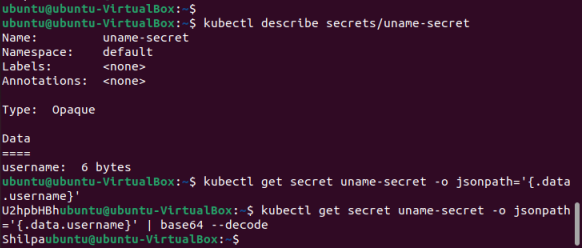 ubuntu@ubuntu-VirtualBox:~$
ubuntu@ubuntu-VirtualBox:~$ kubectl describe secrets/uname-secret
Name:         uname-secret
Namespace:    default
Labels:       <none>
Annotations:  <none>
Type:  Opaque
Data
====
username:  6 bytes
ubuntu@ubuntu-VirtualBox:~$ kubectl get secret uname-secret -o jsonpath='{.data
.username}'
U2hpbHBhubuntu@ubuntu-VirtualBox:~$ kubectl get secret uname-secret -o jsonpath
='{.data.username}' | base64 --decode
Shilpaubuntu@ubuntu-VirtualBox:~$